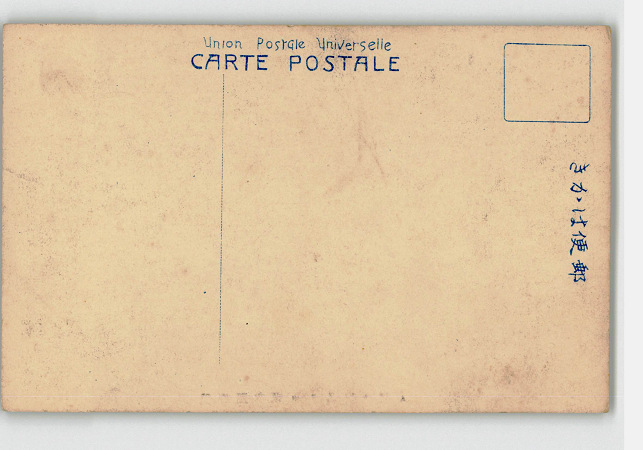 Union Postale Universelle
CARTE POSTALE
郵便はがき